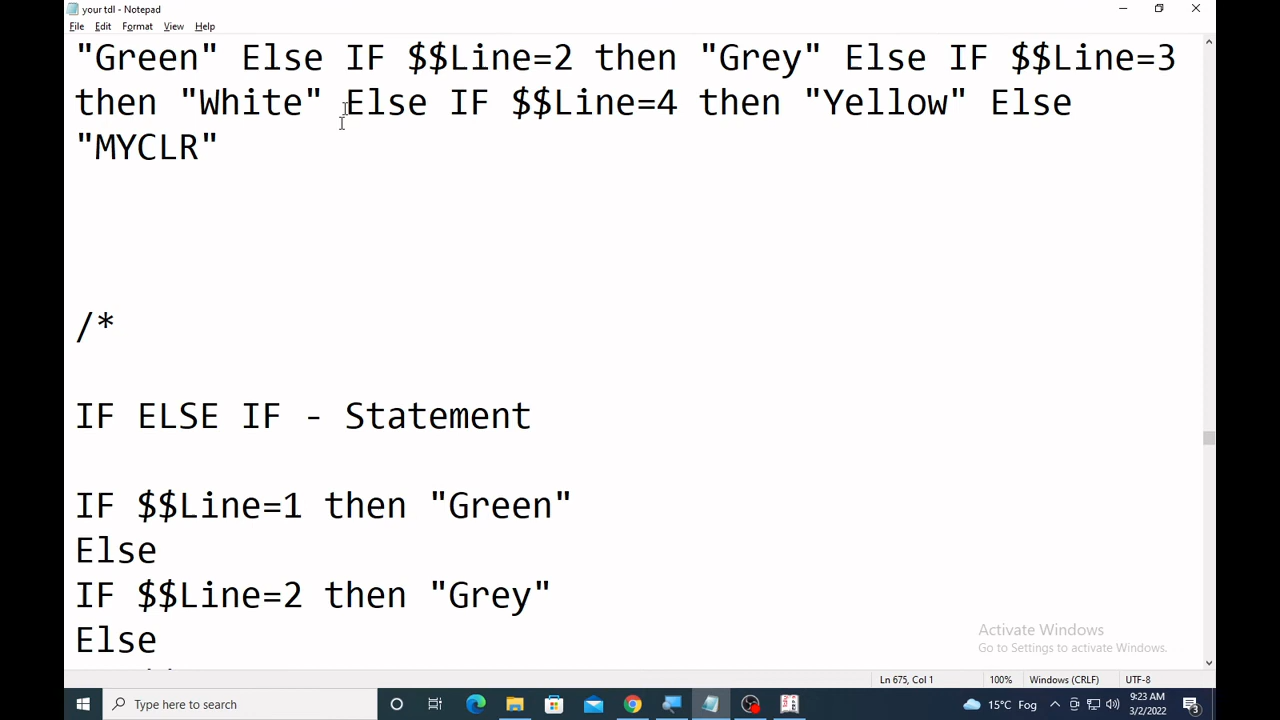 your tdl - Notepad
File Edit Format View Help
"Green" Else IF $$Line=2 then "Grey" Else IF $$Line=3
then "White" Else IF $$Line=4 then "Yellow" Else
"MYCLR"
/*
IF ELSE IF - Statement
IF $$Line=1 then "Green"
Else
IF $$Line=2 then "Grey"
Else
Activate Windows
Go to Settings to activate Windows.
Ln 675, Col 1 100% Windows (CRLF) UTF-8
Type here to search 15°C Fog 9:23 AM
3/2/2022 3